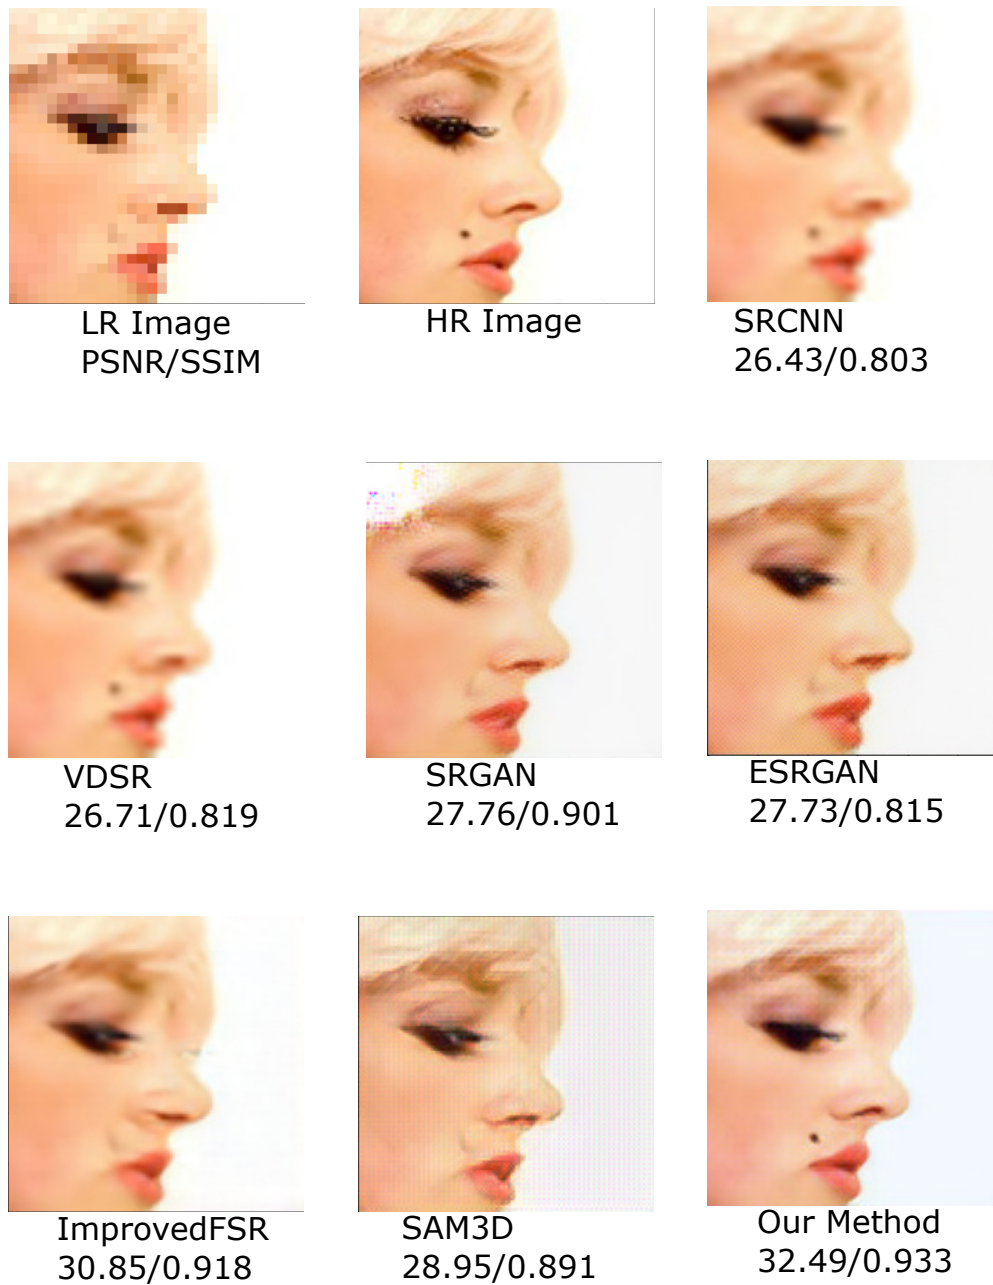 LR Image
PSNR/SSIM
HR Image
SRCNN
26.43/0.803
VDSR
26.71/0.819
SRGAN
27.76/0.901
ESRGAN
27.73/0.815
ImprovedFSR
30.85/0.918
SAM3D
28.95/0.891
Our Method
32.49/0.933